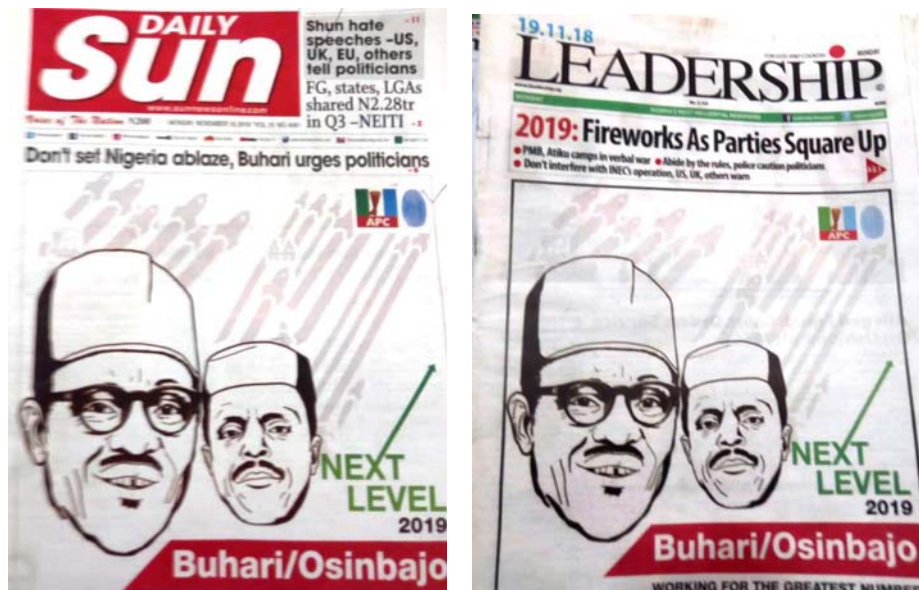 DAILY
Sun
www.sunnewsonline.com
Voice of The Nation
Shun hate
speeches -US,
UK, EU, others
tell politicians
FG, states, LGAs
shared N2.28tr
in Q3 -NEITI
Don't set Nigeria ablaze, Buhari urges politicians
APC
NEXT
LEVEL
2019
Buhari/Osinbajo
19.11.18
LEADERSHIP
2019: Fireworks As Parties Square Up
PMB, Atiku camps in verbal war • Abide by the rules, police caution politicians
Don't interfere with INEC's operation, US, UK, others warn
APC
NEXT
LEVEL
2019
Buhari/Osinbajo
WORKING FOR THE GREATEST NUMBER